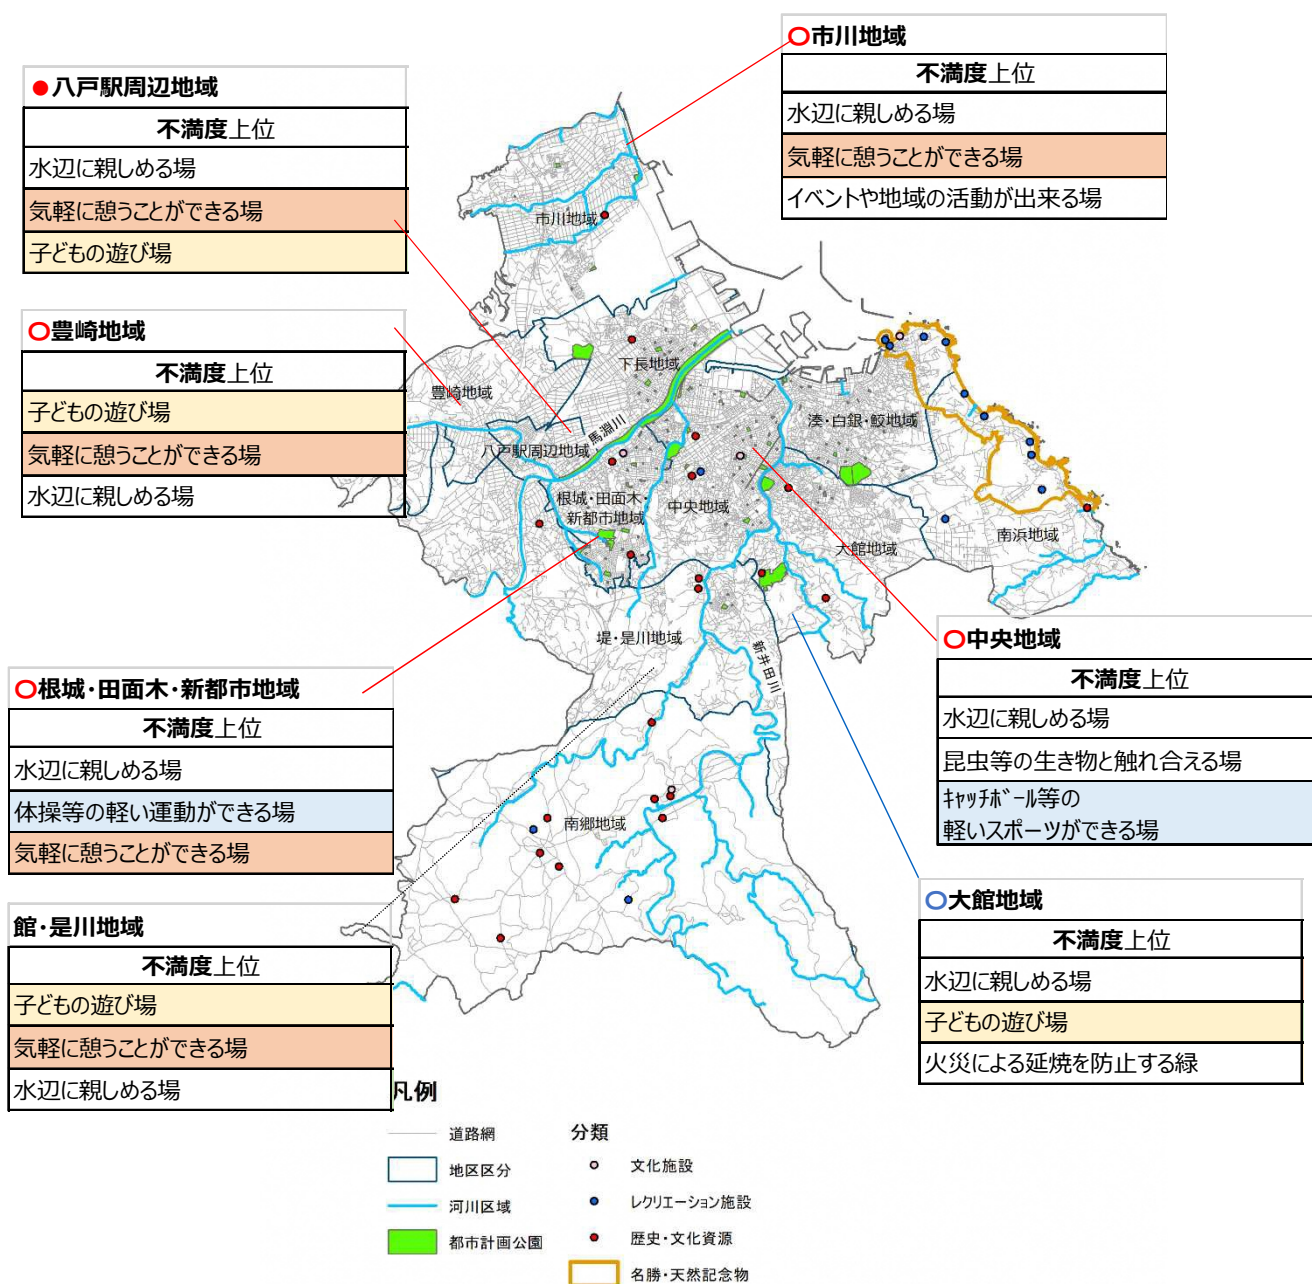 ○市川地域
不満度上位
水辺に親しめる場
気軽に憩うことができる場
イベントや地域の活動が出来る場
●八戸駅周辺地域
不満度上位
水辺に親しめる場
気軽に憩うことができる場
子どもの遊び場
○豊崎地域
不満度上位
子どもの遊び場
気軽に憩うことができる場
水辺に親しめる場
市川地域
下長地域
豊崎地域
馬淵川
八戸駅周辺地域
湊・白銀・鮫地域
根城・田面木・
新都市地域
中央地域
南浜地域
大館地域
堤・是川地域
新井田川
南郷地域
○根城・田面木・新都市地域
不満度上位
水辺に親しめる場
体操等の軽い運動ができる場
気軽に憩うことができる場
○中央地域
不満度上位
水辺に親しめる場
昆虫等の生き物と触れ合える場
ｷｬｯﾁﾎﾞｰﾙ等の
軽いスポーツができる場
館・是川地域
不満度上位
子どもの遊び場
気軽に憩うことができる場
水辺に親しめる場
○大館地域
不満度上位
水辺に親しめる場
子どもの遊び場
火災による延焼を防止する緑
凡例
道路網
地区区分
河川区域
都市計画公園
分類
文化施設
レクリエーション施設
歴史・文化資源
名勝・天然記念物